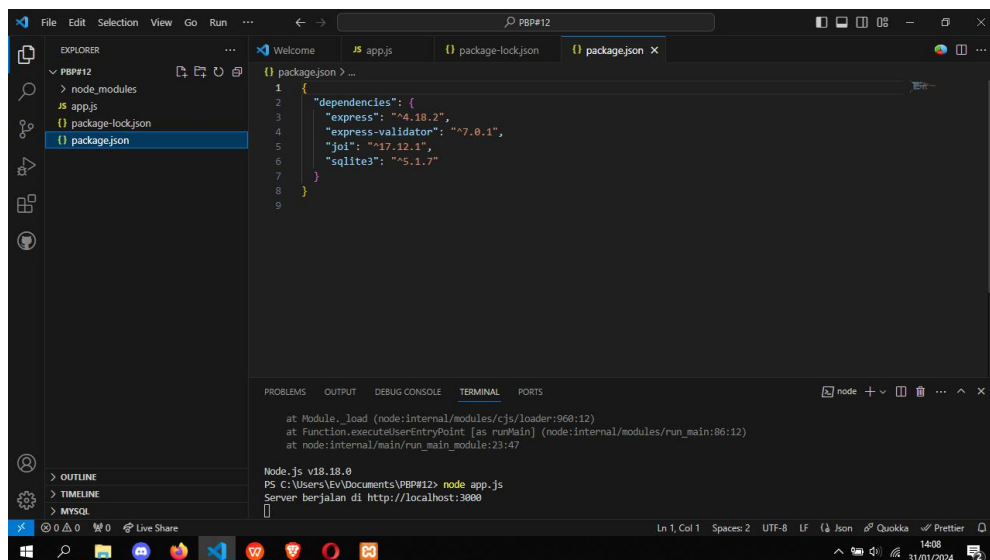 File Edit Selection View Go Run ···
PBP#12
EXPLORER ···
PBP#12
node_modules
JS app.js
{} package-lock.json
{} package.json
OUTLINE
TIMELINE
MYSQL
Welcome
JS app.js
{} package-lock.json
{} package.json
{} package.json > ...
1 {
2 "dependencies": {
3 "express": "^4.18.2",
4 "express-validator": "^7.0.1",
5 "joi": "^17.12.1",
6 "sqlite3": "^5.1.7"
7 }
8 }
9
PROBLEMS OUTPUT DEBUG CONSOLE TERMINAL PORTS
node
at Module._load (node:internal/modules/cjs/loader:960:12)
at Function.executeUserEntryPoint [as runMain] (node:internal/modules/run_main:86:12)
at node:internal/main/run_main_module:23:47
Node.js v18.18.0
PS C:\Users\Ev\Documents\PBP#12> node app.js
Server berjalan di http://localhost:3000
0 0 0 Live Share
Ln 1, Col 1 Spaces: 2 UTF-8 LF {} Json Quokka Prettier
14:08
31/01/2024